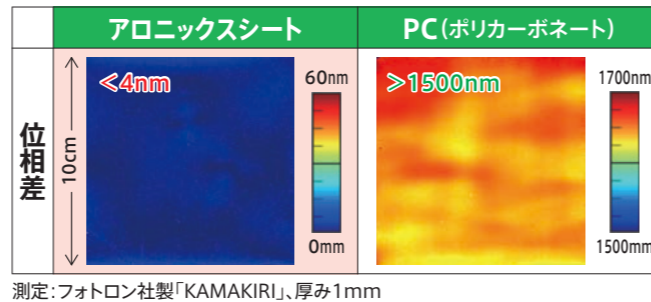 アロニックスシート
PC(ポリカーボネート)
位相差
10cm
<4nm
60nm
0mm
>1500nm
1700nm
1500nm
測定:フォトロン社製「KAMAKIRI」、厚み1mm